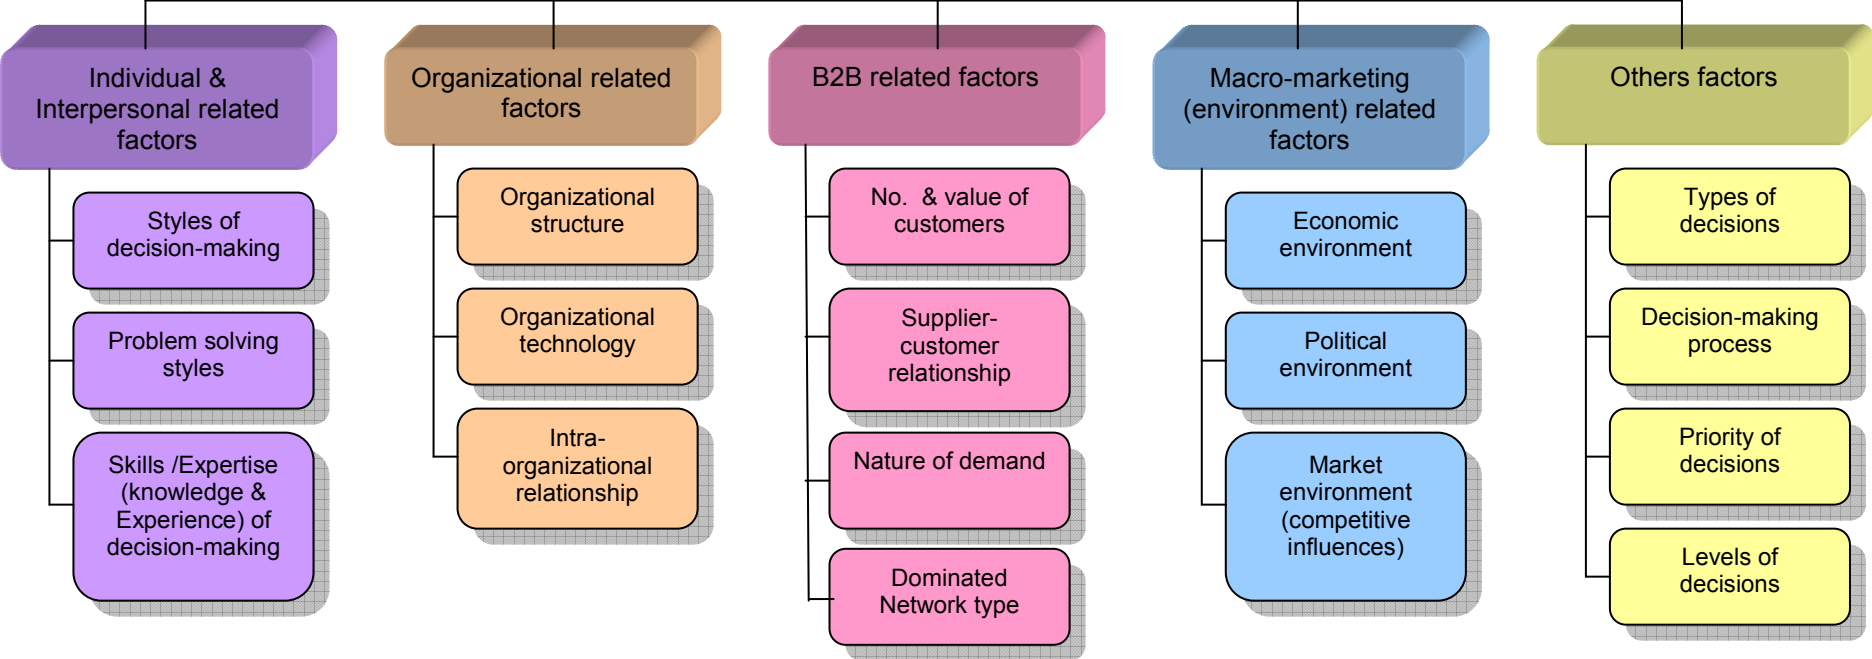 Individual &
Interpersonal related
factors
Styles of
decision-making
Problem solving
styles
Skills /Expertise
(knowledge &
Experience) of
decision-making
Organizational related
factors
Organizational
structure
Organizational
technology
Intra-
organizational
relationship
B2B related factors
No. & value of
customers
Supplier-
customer
relationship
Nature of demand
Dominated
Network type
Macro-marketing
(environment) related
factors
Economic
environment
Political
environment
Market
environment
(competitive
influences)
Others factors
Types of
decisions
Decision-making
process
Priority of
decisions
Levels of
decisions